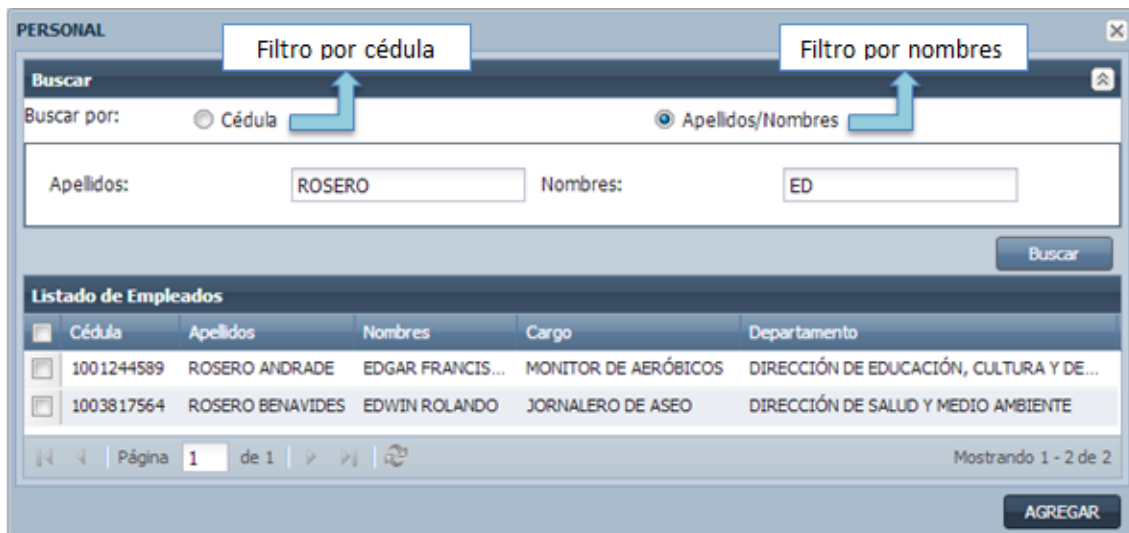 PERSONAL
Filtro por cédula
Filtro por nombres
Buscar
Buscar por:
Cédula
Apellidos/Nombres
Apellidos:
ROSERO
Nombres:
ED
Buscar
Listado de Empleados
Cédula Apellidos Nombres Cargo Departamento
1001244589 ROSERO ANDRADE EDGAR FRANCIS... MONITOR DE AERÓBICOS DIRECCIÓN DE EDUCACIÓN, CULTURA Y DE...
1003817564 ROSERO BENAVIDES EDWIN ROLANDO JORNALERO DE ASEO DIRECCIÓN DE SALUD Y MEDIO AMBIENTE
Página 1 de 1 Mostrando 1 - 2 de 2
AGREGAR